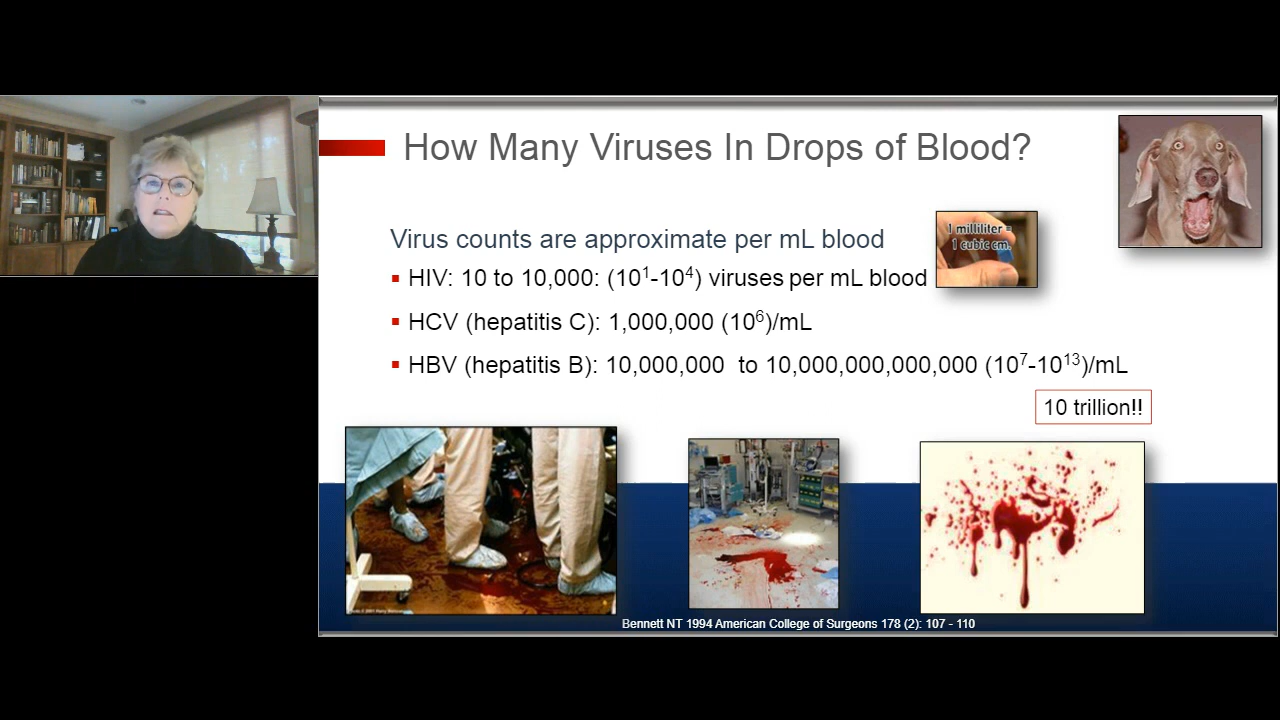 How Many Viruses In Drops of Blood?
Virus counts are approximate per mL blood
1 milliliter =
1 cubic cm.
▪ HIV: 10 to 10,000: (10¹-10⁴) viruses per mL blood
▪ HCV (hepatitis C): 1,000,000 (10⁶)/mL
▪ HBV (hepatitis B): 10,000,000 to 10,000,000,000,000 (10⁷-10¹³)/mL
10 trillion!!
Bennett NT 1994 American College of Surgeons 178 (2): 107 - 110